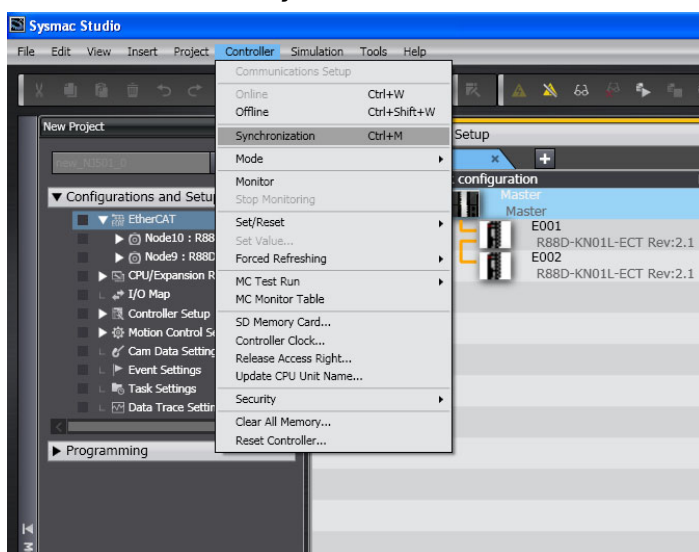 Sysmac Studio
File Edit View Insert Project Controller Simulation Tools Help
New Project
new_NJ501_0
Configurations and Setu
EtherCAT
Node10 : R88
Node9 : R88D
CPU/Expansion R
I/O Map
Controller Setup
Motion Control Se
Cam Data Setting
Event Settings
Task Settings
Data Trace Settin
Programming
Communications Setup
Online Ctrl+W
Offline Ctrl+Shift+W
Synchronization Ctrl+M
Mode
Monitor
Stop Monitoring
Set/Reset
Set Value...
Forced Refreshing
MC Test Run
MC Monitor Table
SD Memory Card...
Controller Clock...
Release Access Right...
Update CPU Unit Name...
Security
Clear All Memory...
Reset Controller...
Setup
configuration
Master
Master
E001
R88D-KN01L-ECT Rev:2.1
E002
R88D-KN01L-ECT Rev:2.1